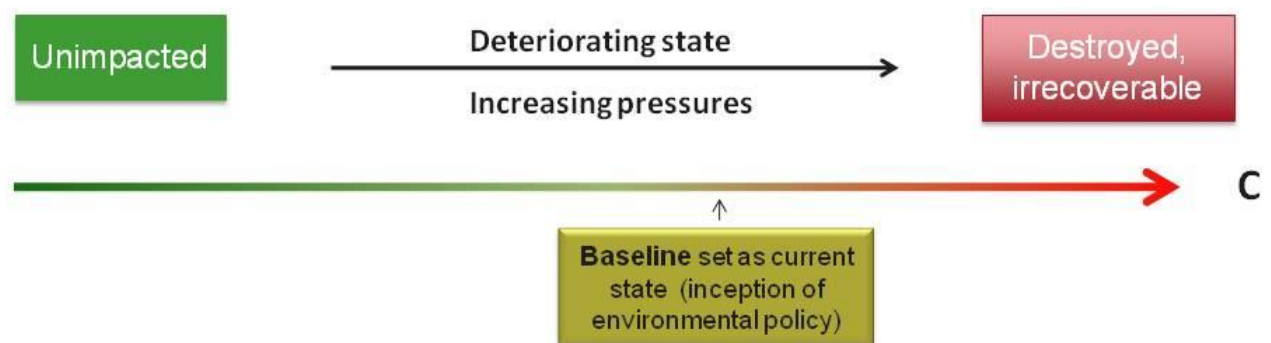 Unimpacted
Deteriorating state
Increasing pressures
Destroyed,
irrecoverable
C
Baseline set as current
state (inception of
environmental policy)